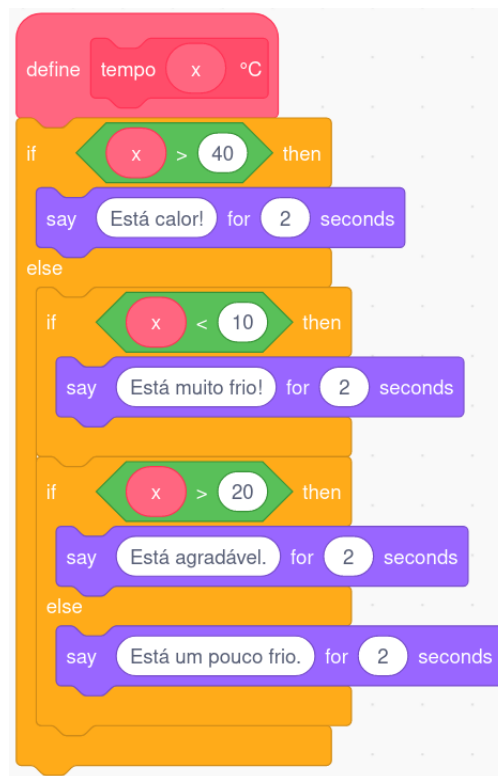 define tempo x °C
if x > 40 then
say Está calor! for 2 seconds
else
if x < 10 then
say Está muito frio! for 2 seconds
if x > 20 then
say Está agradável. for 2 seconds
else
say Está um pouco frio. for 2 seconds